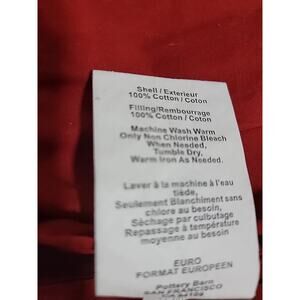 Shell / Exterieur
100% Cotton / Coton
Filling/Rembourrage
100% Cotton / Coton
Machine Wash Warm
Only Non Chlorine Bleach
When Needed,
Tumble Dry,
Warm Iron As Needed.
Laver à la machine à l'eau
tiède,
Seulement Blanchiment sans
chlore au besoin,
Séchage par culbutage
Repassage à température
moyenne au besoin
EURO
FORMAT EUROPEEN
Pottery Barn
SAN FRANCISCO